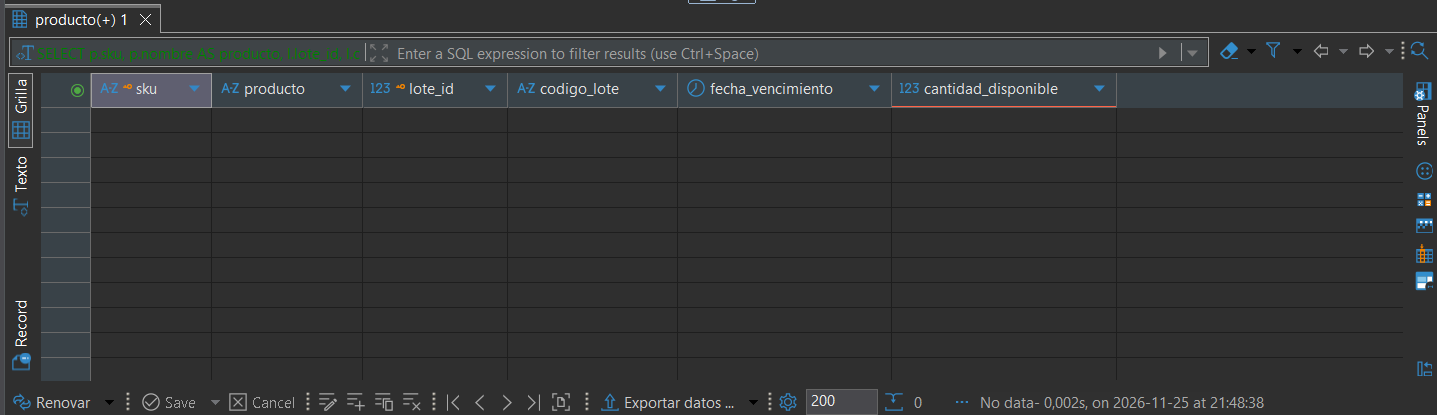 producto(+) 1
SELECT p.sku, p.nombre AS producto, l.lote_id, l.c
Enter a SQL expression to filter results (use Ctrl+Space)
Grilla
Texto
Record
A-Z sku
A-Z producto
123 lote_id
A-Z codigo_lote
fecha_vencimiento
123 cantidad_disponible
Panels
Renovar
Save
Cancel
Exportar datos ...
200
0
... No data- 0,002s, on 2026-11-25 at 21:48:38